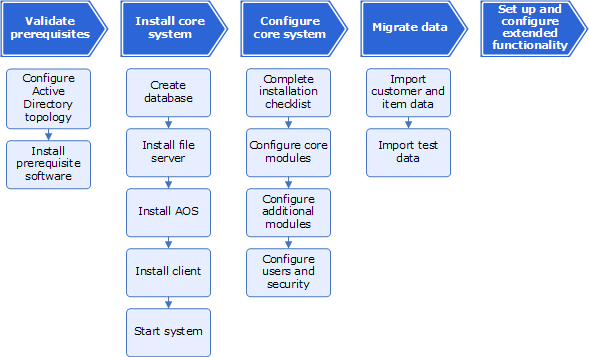 Validate
prerequisites
Install core
system
Configure
core system
Migrate data
Set up and
configure
extended
functionality
Configure
Active
Directory
topology
Install
prerequisite
software
Create
database
Install file
server
Install AOS
Install client
Start system
Complete
installation
checklist
Configure core
modules
Configure
additional
modules
Configure
users and
security
Import
customer and
item data
Import test
data